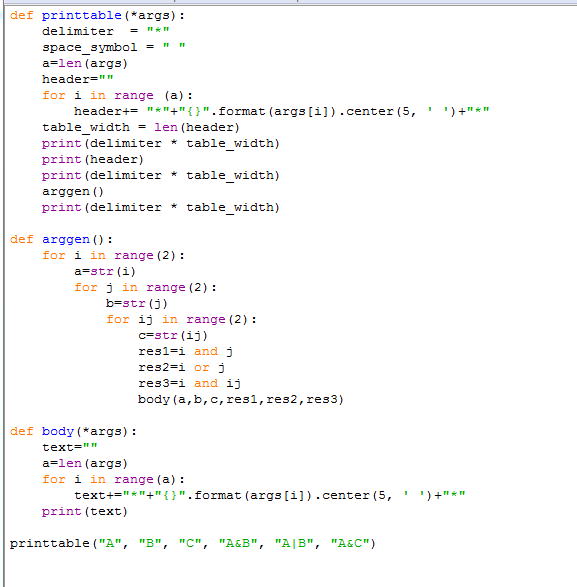 def printtable(*args):
    delimiter  = "*"
    space_symbol = " "
    a=len(args)
    header=""
    for i in range (a):
        header+= "*"+"{}".format(args[i]).center(5, ' ')+"*"
    table_width = len(header)
    print(delimiter * table_width)
    print(header)
    print(delimiter * table_width)
    arggen()
    print(delimiter * table_width)

def arggen():
    for i in range(2):
        a=str(i)
        for j in range(2):
            b=str(j)
            for ij in range(2):
                c=str(ij)
                res1=i and j
                res2=i or j
                res3=i and ij
                body(a,b,c,res1,res2,res3)

def body(*args):
    text=""
    a=len(args)
    for i in range(a):
        text+="*"+"{}".format(args[i]).center(5, ' ')+"*"
    print(text)

printtable("A", "B", "C", "A&B", "A|B", "A&C")